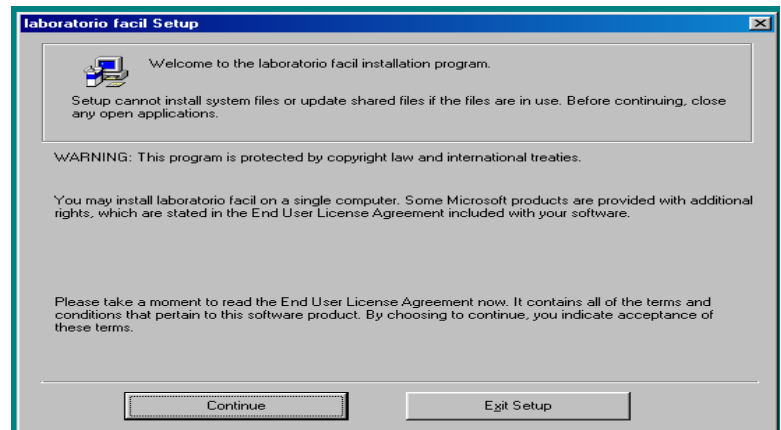 laboratorio facil Setup
Welcome to the laboratorio facil installation program.
Setup cannot install system files or update shared files if the files are in use. Before continuing, close
any open applications.
WARNING: This program is protected by copyright law and international treaties.
You may install laboratorio facil on a single computer. Some Microsoft products are provided with additional
rights, which are stated in the End User License Agreement included with your software.
Please take a moment to read the End User License Agreement now. It contains all of the terms and
conditions that pertain to this software product. By choosing to continue, you indicate acceptance of
these terms.
Continue
Exit Setup